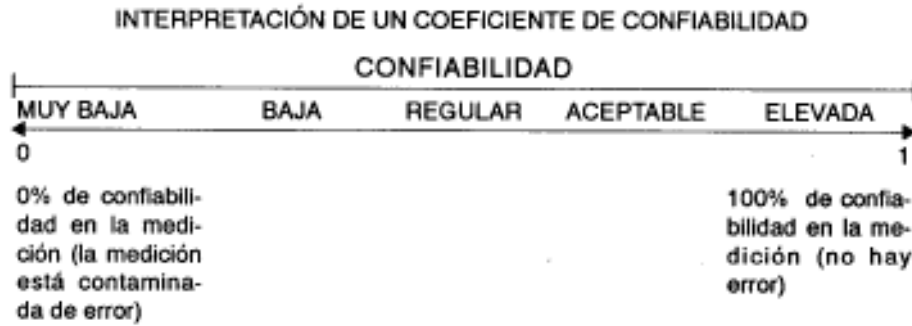 INTERPRETACIÓN DE UN COEFICIENTE DE CONFIABILIDAD
CONFIABILIDAD
MUY BAJA BAJA REGULAR ACEPTABLE ELEVADA
0 1
0% de confiabili-
dad en la medi-
ción (la medición
está contamina-
da de error)
100% de confia-
bilidad en la me-
dición (no hay
error)